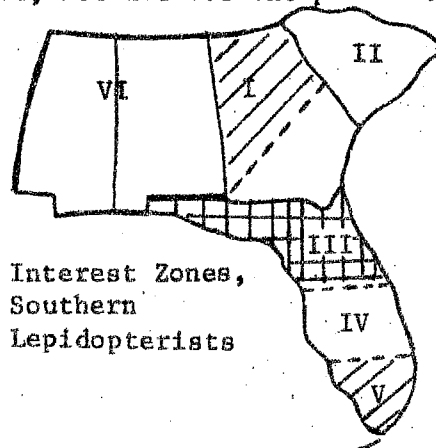 II
VI
I
III
Interest Zones,
Southern
Lepidopterists
IV
V